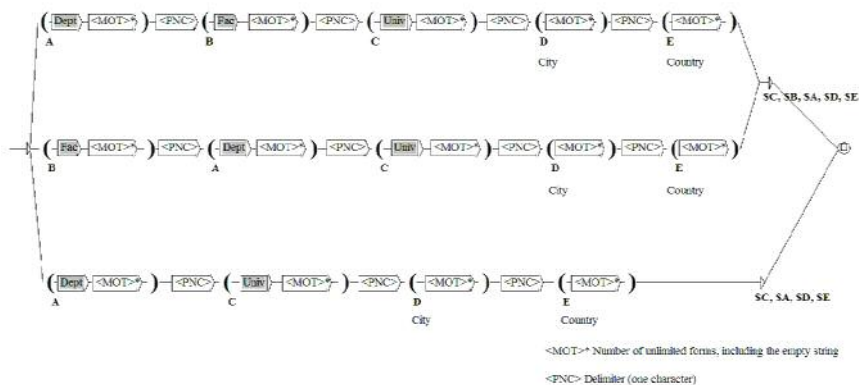 ( Dept <MOT>* ) <PNC> ( Fac <MOT>* ) <PNC> ( Univ <MOT>* ) <PNC> ( <MOT>* ) <PNC> ( <MOT>* )
A B C D E
City Country
$C, $B, $A, $D, $E
( Fac <MOT>* ) <PNC> ( Dept <MOT>* ) <PNC> ( Univ <MOT>* ) <PNC> ( <MOT>* ) <PNC> ( <MOT>* )
B A C D E
City Country
( Dept <MOT>* ) <PNC> ( Univ <MOT>* ) <PNC> ( <MOT>* ) <PNC> ( <MOT>* )
A C D E
$C, $A, $D, $E
City Country
<MOT>* Number of unlimited forms, including the empty string
<PNC> Delimiter (one character)